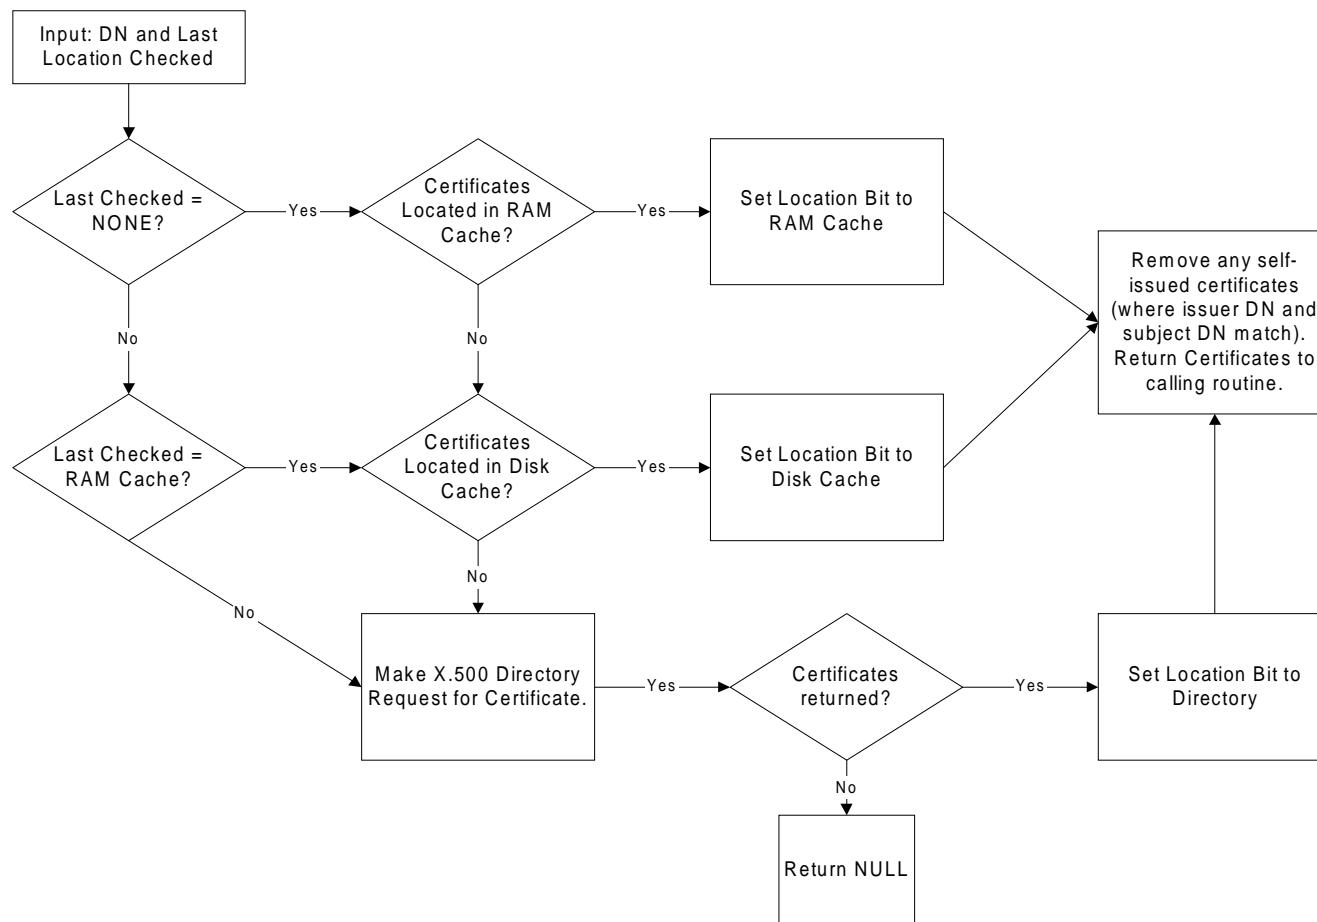 Input: DN and Last
Location Checked
Last Checked =
NONE?
Yes
Certificates
Located in RAM
Cache?
Yes
Set Location Bit to
RAM Cache
Remove any self-
issued certificates
(where issuer DN and
subject DN match).
Return Certificates to
calling routine.
No
No
Last Checked =
RAM Cache?
Yes
Certificates
Located in Disk
Cache?
Yes
Set Location Bit to
Disk Cache
No
No
Make X.500 Directory
Request for Certificate.
Yes
Certificates
returned?
Yes
Set Location Bit to
Directory
No
Return NULL